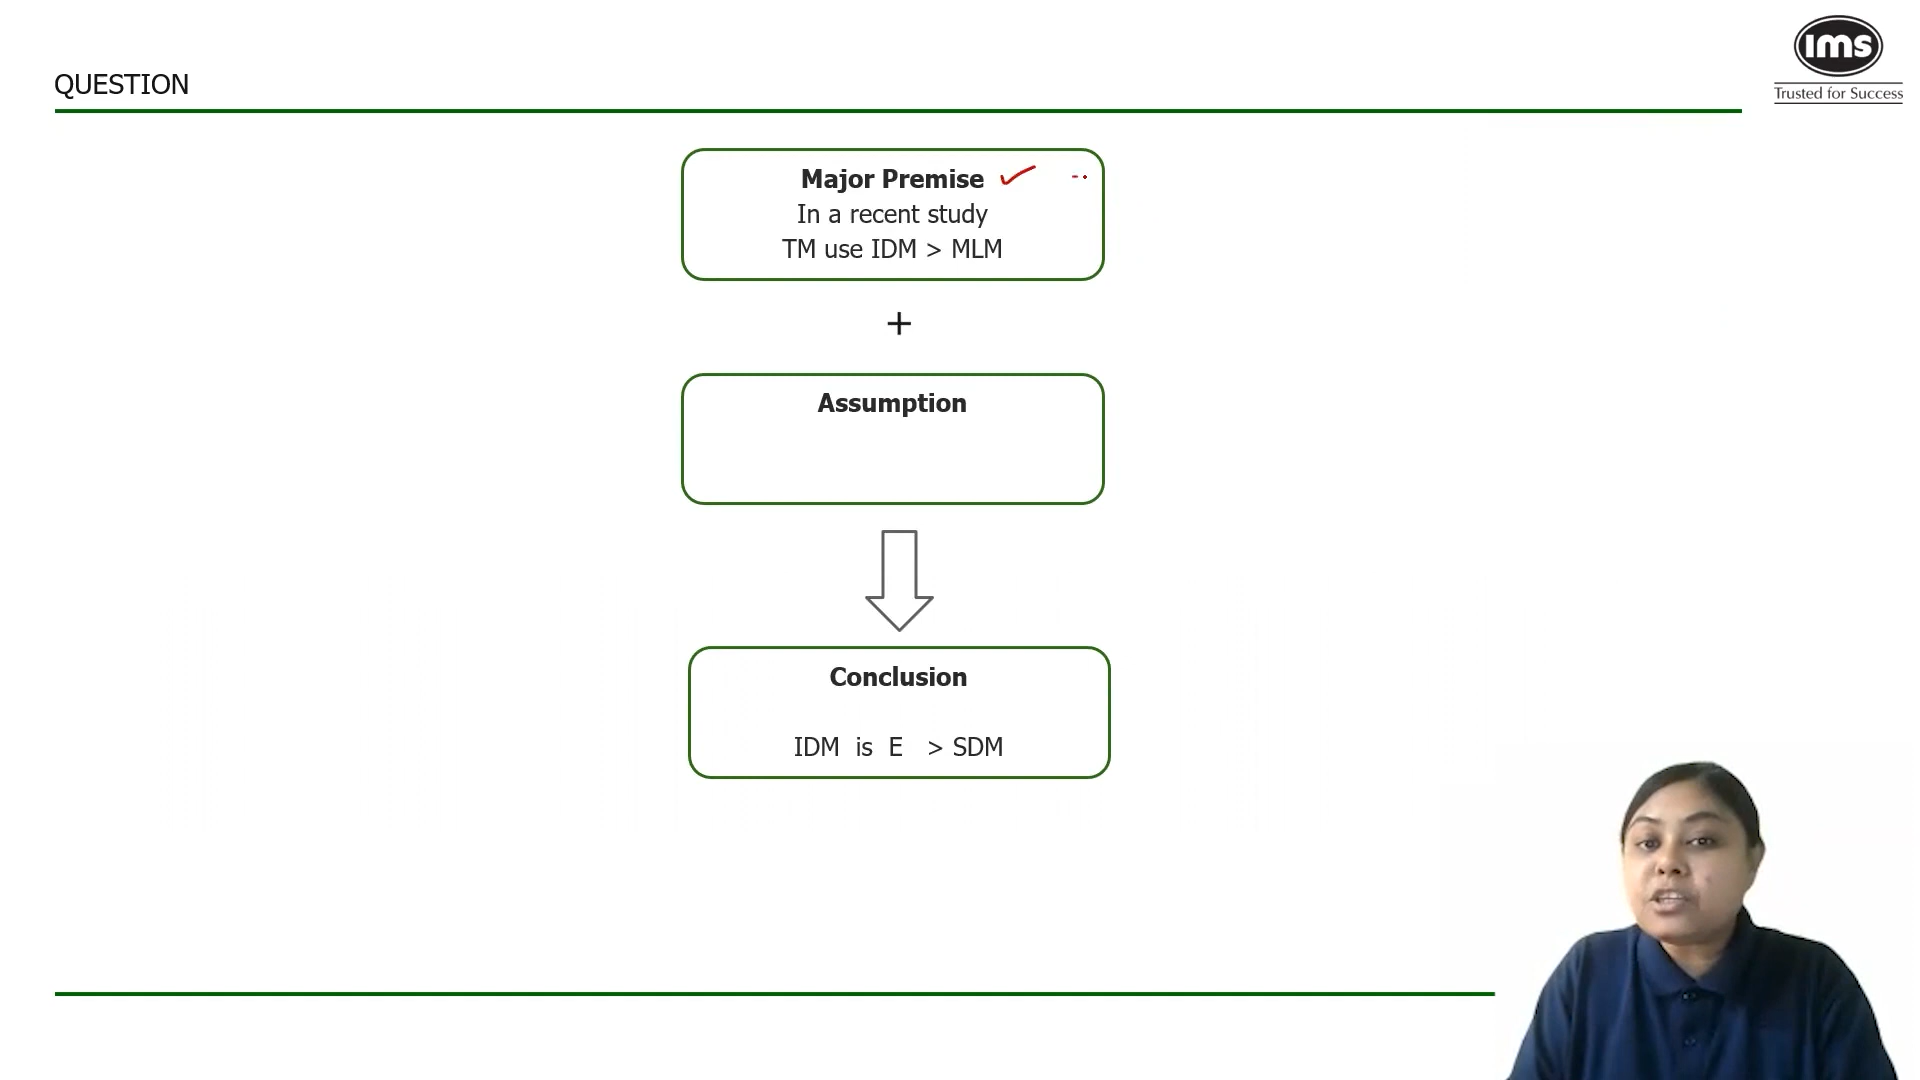 QUESTION
ims
Trusted for Success
Major Premise
In a recent study
TM use IDM > MLM
+
Assumption
Conclusion
IDM is E > SDM